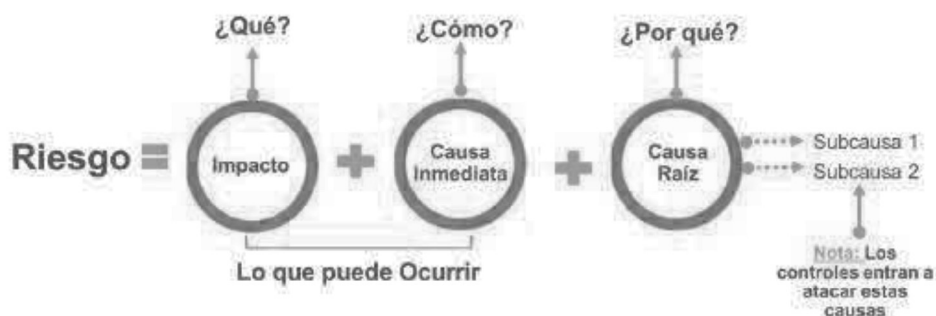 ¿Qué? ¿Cómo? ¿Por qué?
Riesgo = Impacto + Causa Inmediata + Causa Raíz
Subcausa 1
Subcausa 2
Lo que puede Ocurrir
Nota: Los
controles entran a
atacar estas
causas